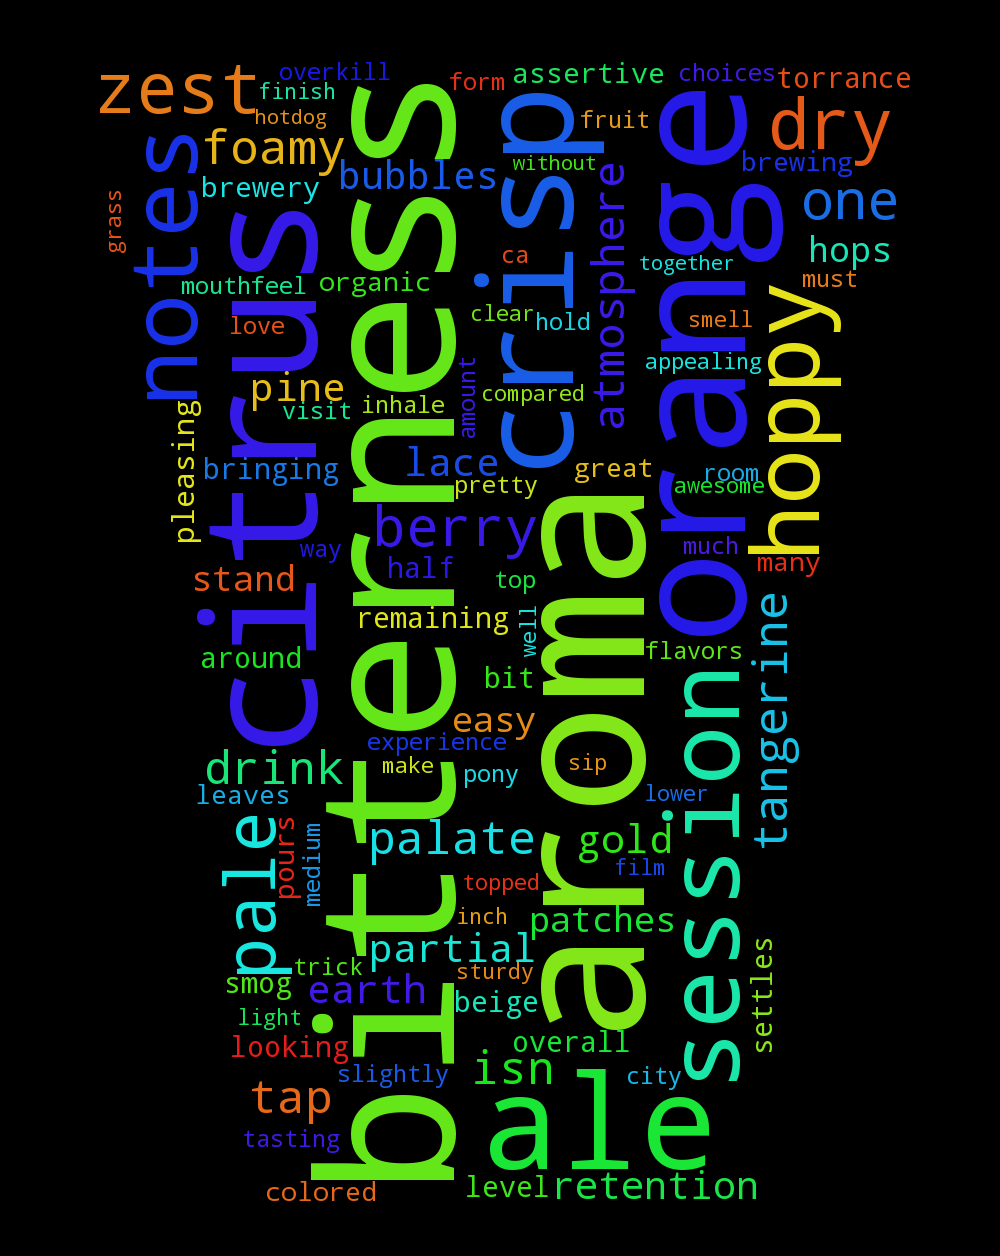 overkill
form
assertive
choices
torrance
zest
finish
hotdog
fruit
dry
foamy
without
brewing
bubbles
brewery
one
grass
notes
citrus
bitterness
crisp
atmosphere
orange
hops
ca
together
must
mouthfeel
organic
love
clear
hold
smell
hoppy
pine
visit
inhale
amount
compared
appealing
pleasing
bringing
lace
pretty
great
room
awesome
berry
way
half
much
many
stand
top
aroma
remaining
well
around
bit
flavors
session
tangerine
easy
experience
drink
make
pony
sip
leaves
lower
pale
pours
medium
palate
gold
film
topped
inch
patches
partial
trick
sturdy
smog
earth
beige
settles
light
looking
overall
slightly
isn
city
tap
ale
tasting
colored
level
retention